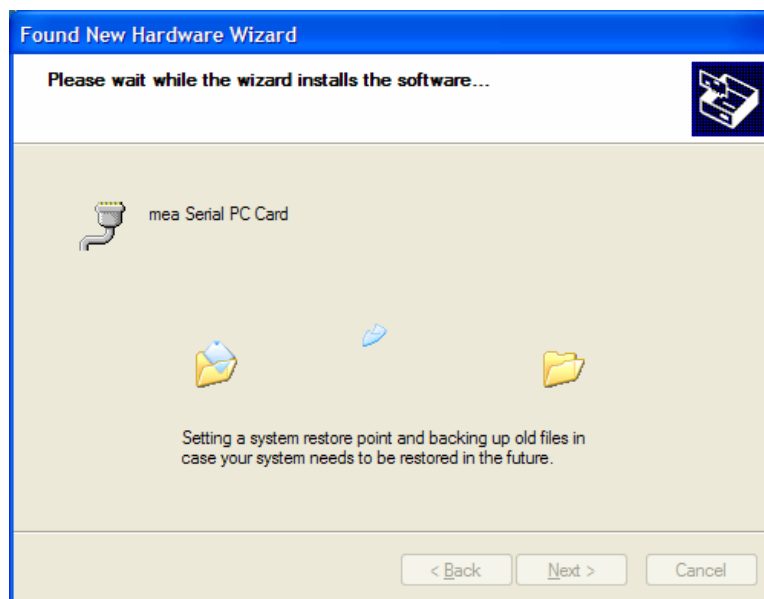 Found New Hardware Wizard
Please wait while the wizard installs the software...
mea Serial PC Card
Setting a system restore point and backing up old files in
case your system needs to be restored in the future.
< Back
Next >
Cancel